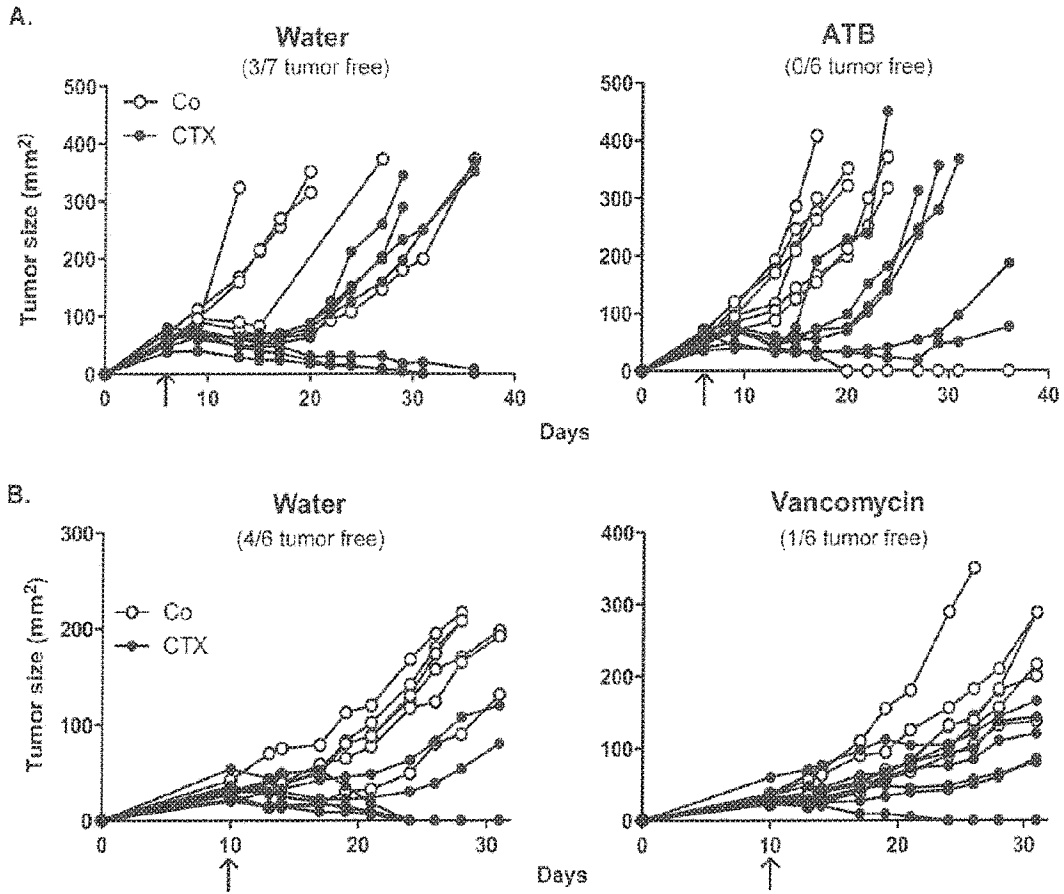 A.
Water
(3/7 tumor free)
ATB
(0/6 tumor free)
Tumor size (mm²)
500
400
300
200
100
0
Co
CTX
0
10
20
30
40
500
400
300
200
100
0
0
10
20
30
40
Days
B.
Water
(4/6 tumor free)
Vancomycin
(1/6 tumor free)
Tumor size (mm²)
300
200
100
0
Co
CTX
0
10
20
30
400
300
200
100
0
0
10
20
30
Days